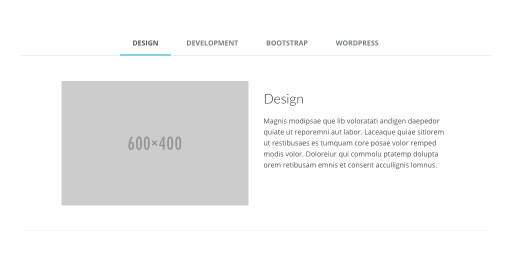 DESIGN DEVELOPMENT BOOTSTRAP WORDPRESS
600×400
Design
Magnis modipsae que lib voloratati andigen daepedor
quiate ut reporemni aut labor. Laceaque quiae sitiorem
ut restibusaes es tumquam core posae volor remped
modis volor. Doloreiur qui commolu ptatemp dolupta
orem retibusam emnis et consent accullignis lomnus.